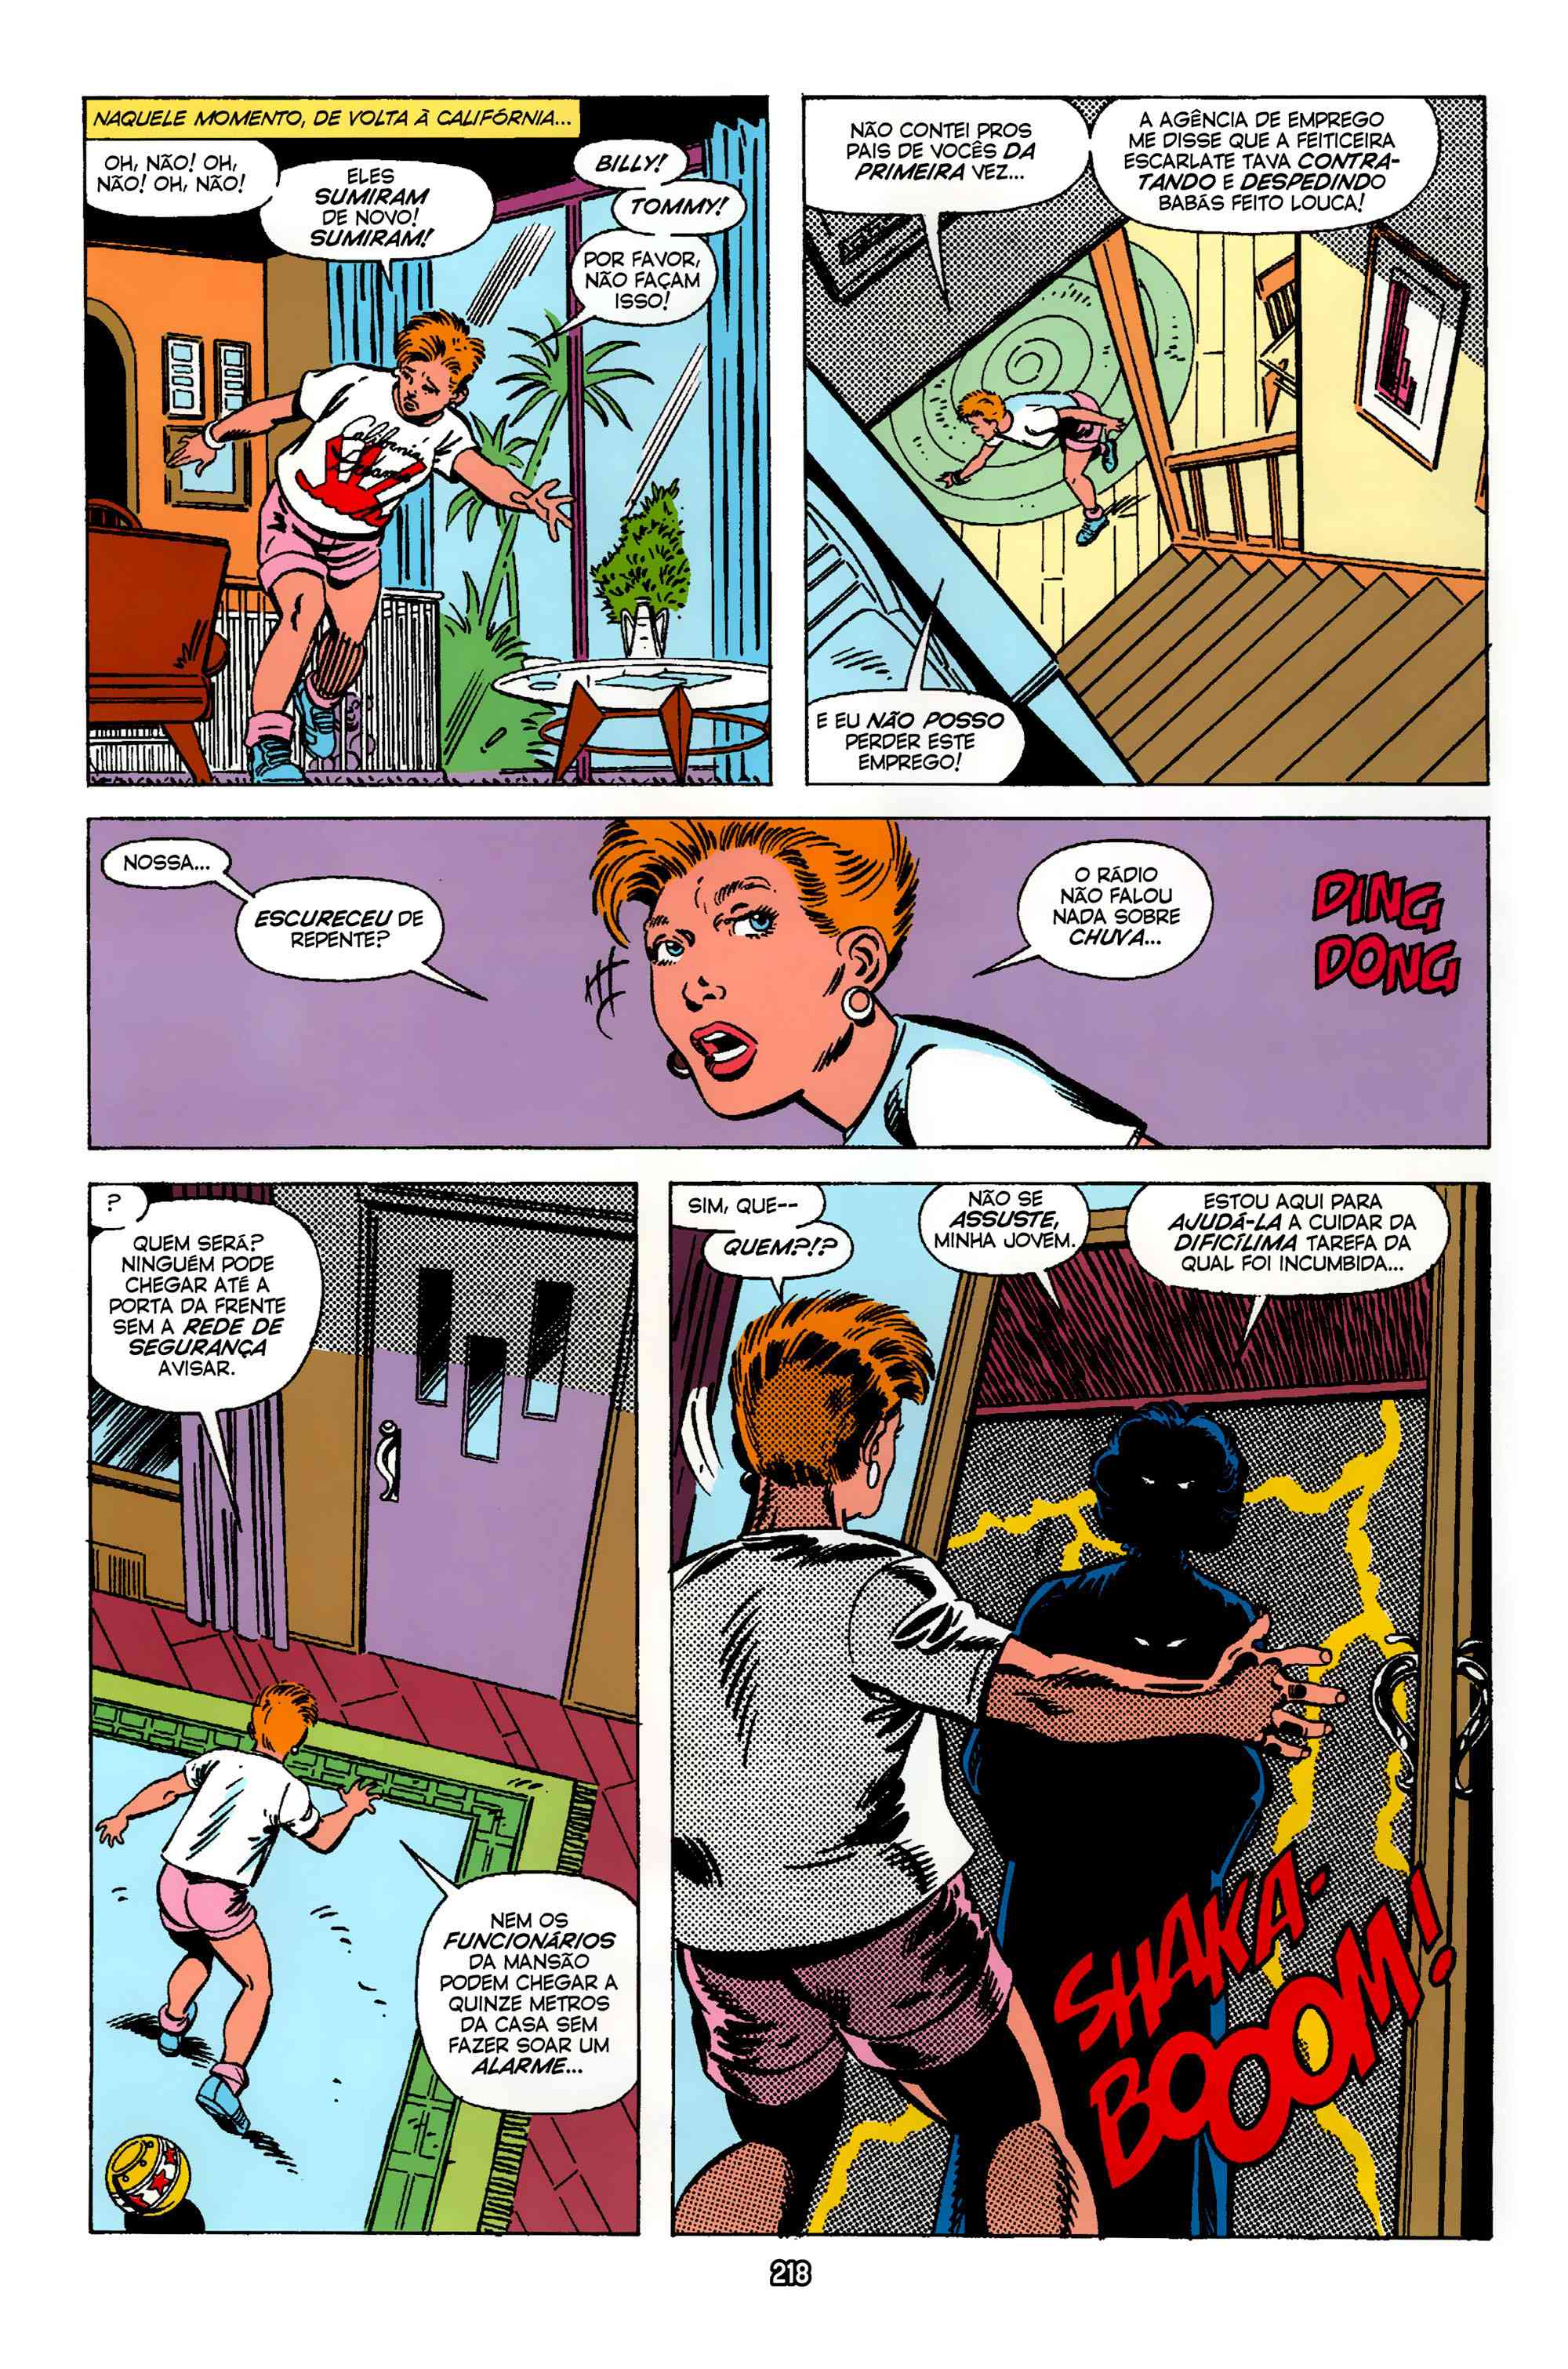 NAQUELE MOMENTO, DE VOLTA À CALIFÓRNIA...
OH, NÃO! OH,
NÃO! OH, NÃO!
ELES
SUMIRAM
DE NOVO!
SUMIRAM!
BILLY!
TOMMY!
POR FAVOR,
NÃO FAÇAM
ISSO!
California
NÃO CONTEI PROS
PAIS DE VOCÊS DA
PRIMEIRA VEZ...
A AGÊNCIA DE EMPREGO
ME DISSE QUE A FEITICEIRA
ESCARLATE TAVA CONTRA-
TANDO E DESPEDINDO
BABÁS FEITO LOUCA!
E EU NÃO POSSO
PERDER ESTE
EMPREGO!
NOSSA...
ESCURECEU DE
REPENTE?
O RÁDIO
NÃO FALOU
NADA SOBRE
CHUVA...
DING
DONG
?
QUEM SERÁ?
NINGUÉM PODE
CHEGAR ATÉ A
PORTA DA FRENTE
SEM A REDE DE
SEGURANÇA
AVISAR.
NEM OS
FUNCIONÁRIOS
DA MANSÃO
PODEM CHEGAR A
QUINZE METROS
DA CASA SEM
FAZER SOAR UM
ALARME...
SIM, QUE--
QUEM?!?
NÃO SE
ASSUSTE,
MINHA JOVEM.
ESTOU AQUI PARA
AJUDÁ-LA A CUIDAR DA
DIFICÍLIMA TAREFA DA
QUAL FOI INCUMBIDA...
SHAKA-
BOOOM!
218